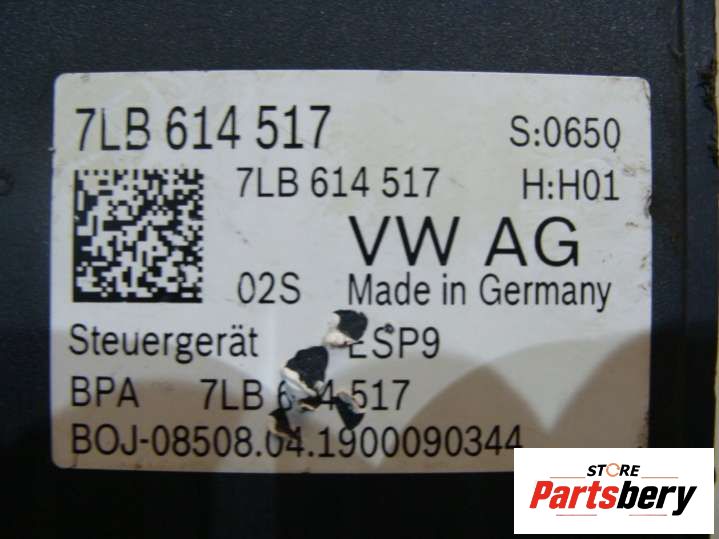 7LB 614 517 S:0650
7LB 614 517 H:H01
VW AG
02S Made in Germany
Steuergerät ESP9
BPA 7LB 614 517
BOJ-08508.04.1900090344
STORE
Partsbery